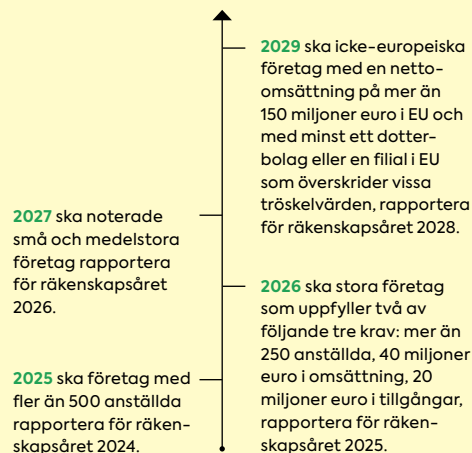 2029 ska icke-europeiska
företag med en netto-
omsättning på mer än
150 miljoner euro i EU och
med minst ett dotter-
bolag eller en filial i EU
som överskrider vissa
tröskelvärden, rapportera
för räkenskapsåret 2028.
2027 ska noterade
små och medelstora
företag rapportera
för räkenskapsåret
2026.
2026 ska stora företag
som uppfyller två av
följande tre krav: mer än
250 anställda, 40 miljoner
euro i omsättning, 20
miljoner euro i tillgångar,
rapportera för räken-
skapsåret 2025.
2025 ska företag med
fler än 500 anställda
rapportera för räken-
skapsåret 2024.